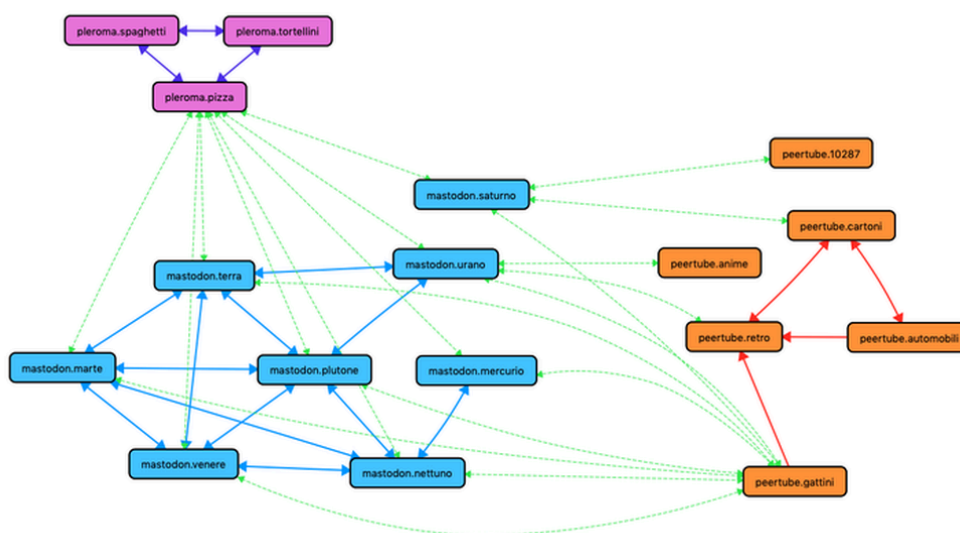 pleroma.spaghetti
pleroma.tortellini
pleroma.pizza
peertube.10287
mastodon.saturno
peertube.cartoni
mastodon.terra
mastodon.urano
peertube.anime
peertube.retro
peertube.automobili
mastodon.marte
mastodon.plutone
mastodon.mercurio
mastodon.venere
mastodon.nettuno
peertube.gattini